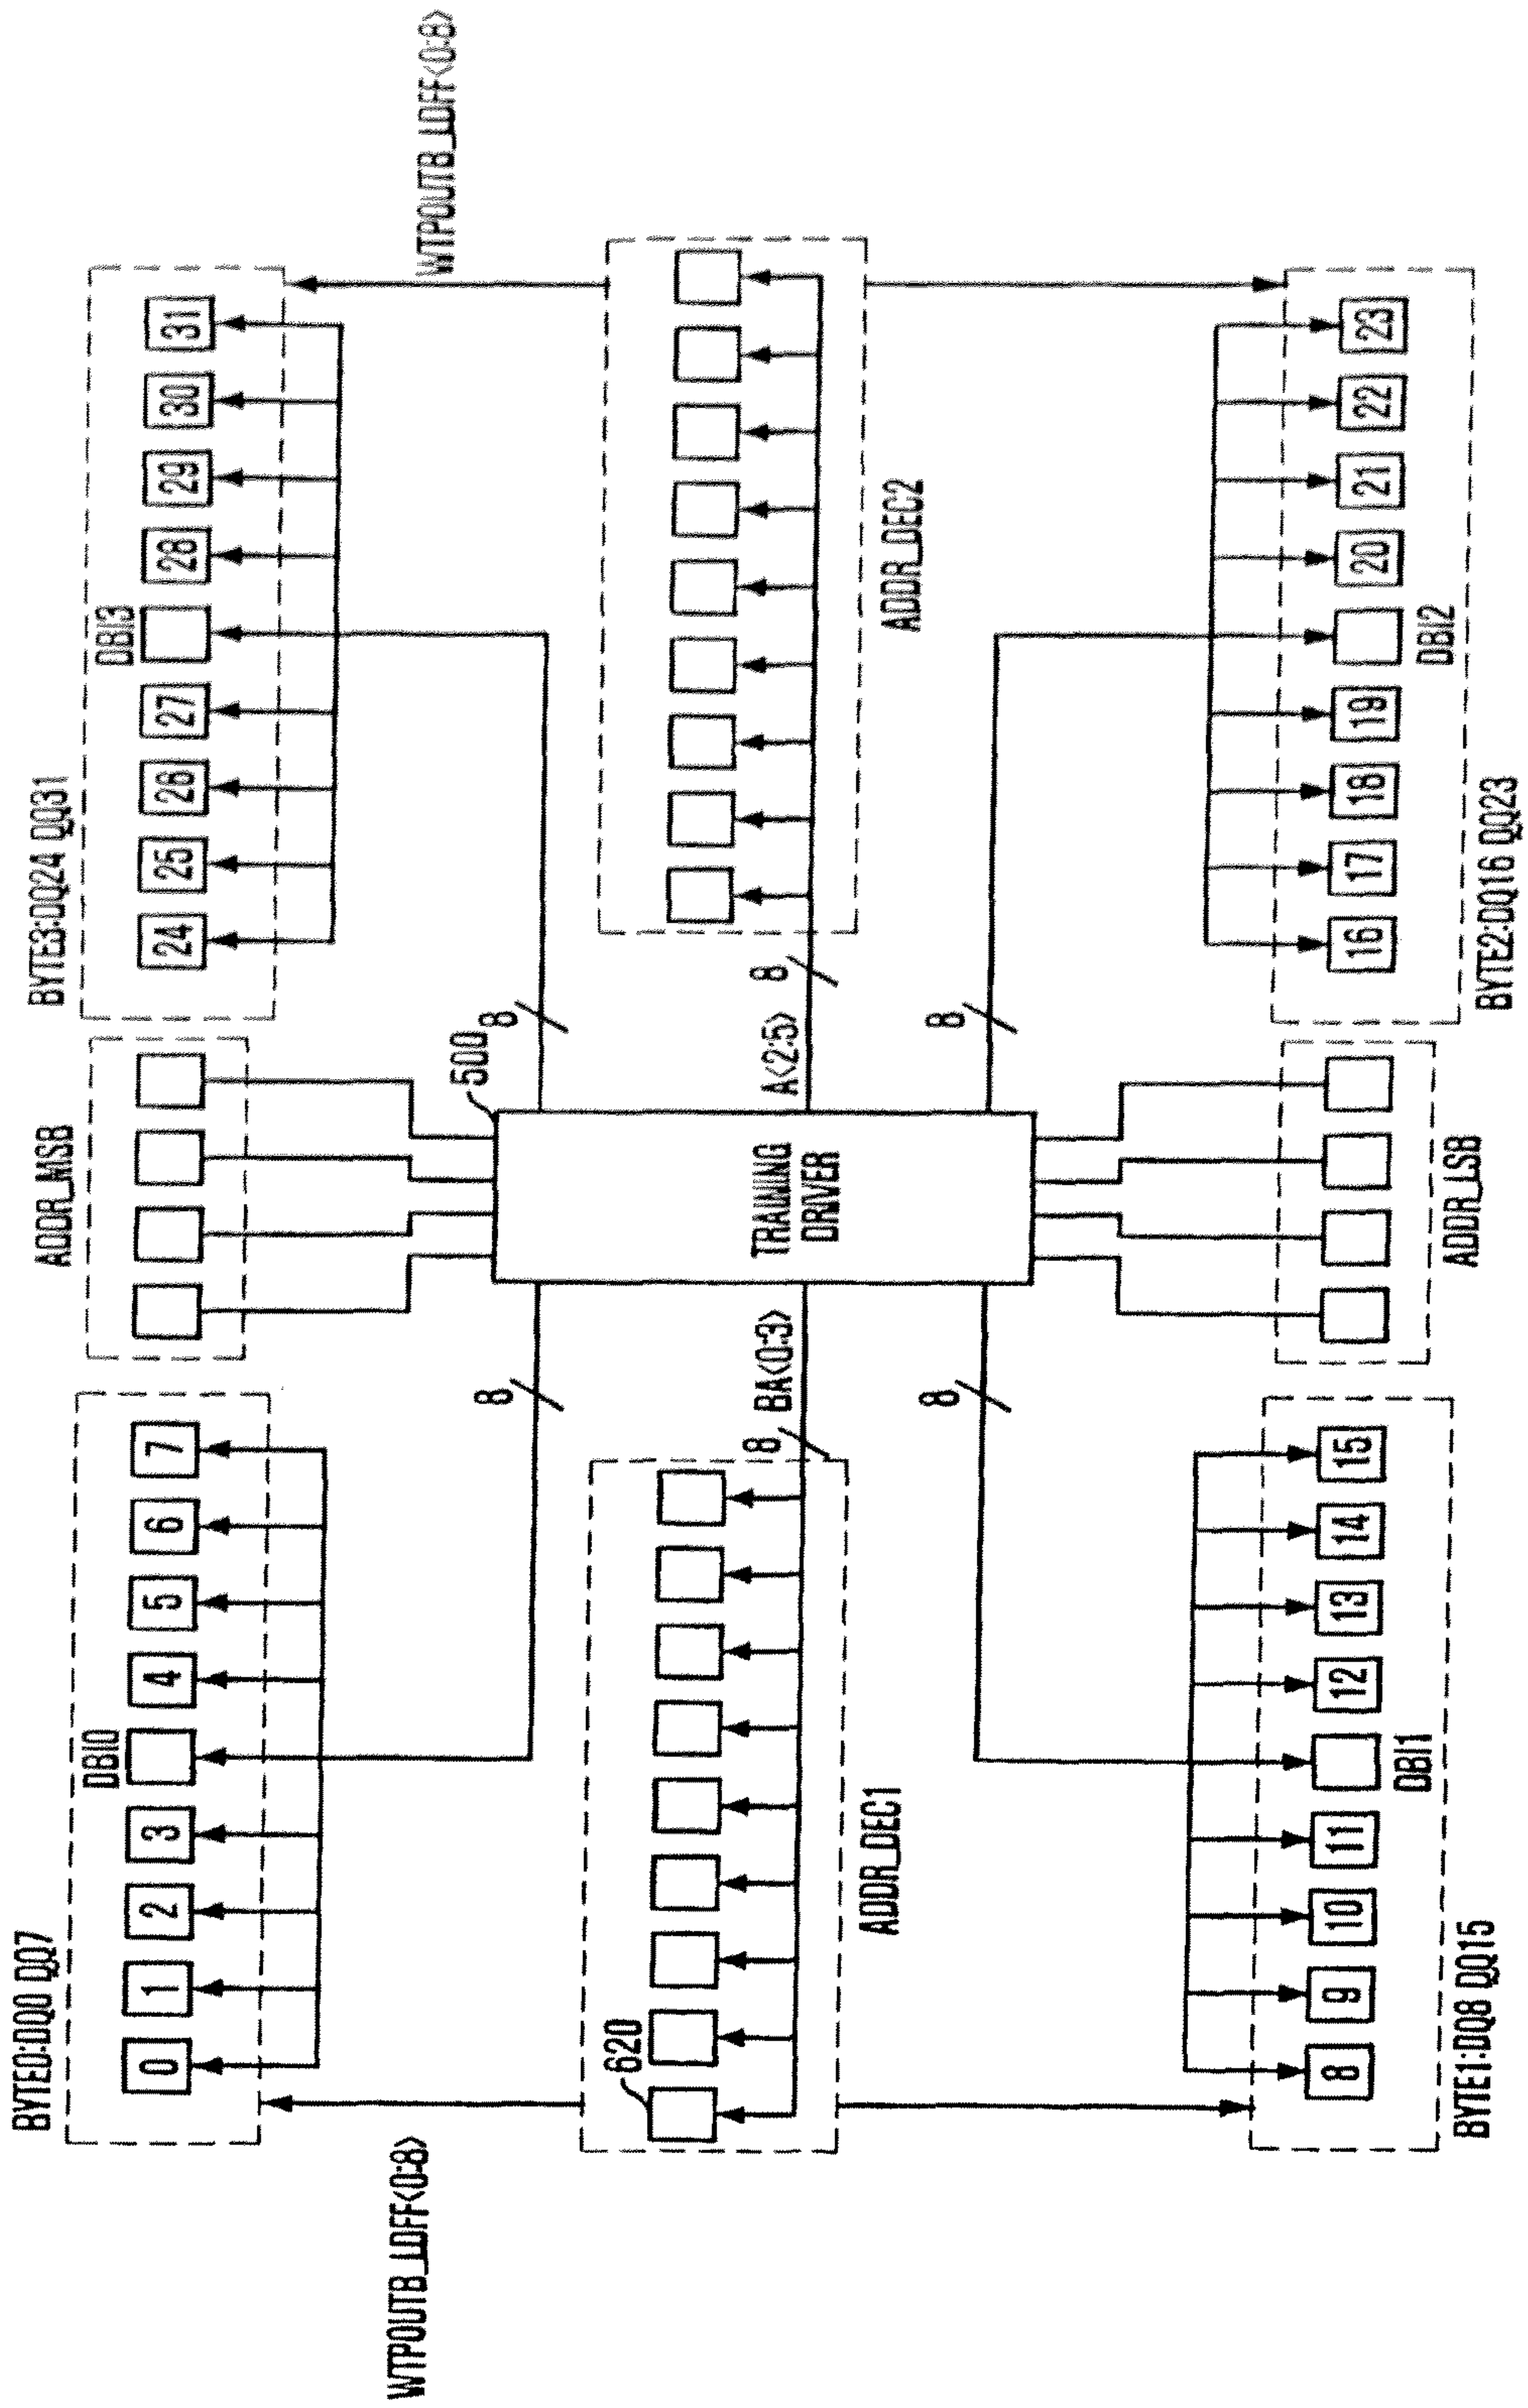 BYTE0:DQ0 DQ7
DBI0
0
1
2
3
4
5
6
7
ADDR_MSB
BYTE3:DQ24 DQ31
DBI3
24
25
26
27
28
29
30
31
WTPOUTB_LDFF<0:8>
WTPOUTB_LDFF<0:8>
8
500
8
620
8
BA<0:3>
TRAINING
DRIVER
A<2:5>
8
ADDR_DEC1
ADDR_DEC2
8
8
8
9
10
11
12
13
14
15
DBI1
BYTE1:DQ8 DQ15
ADDR_LSB
16
17
18
19
20
21
22
23
DBI2
BYTE2:DQ16 DQ23